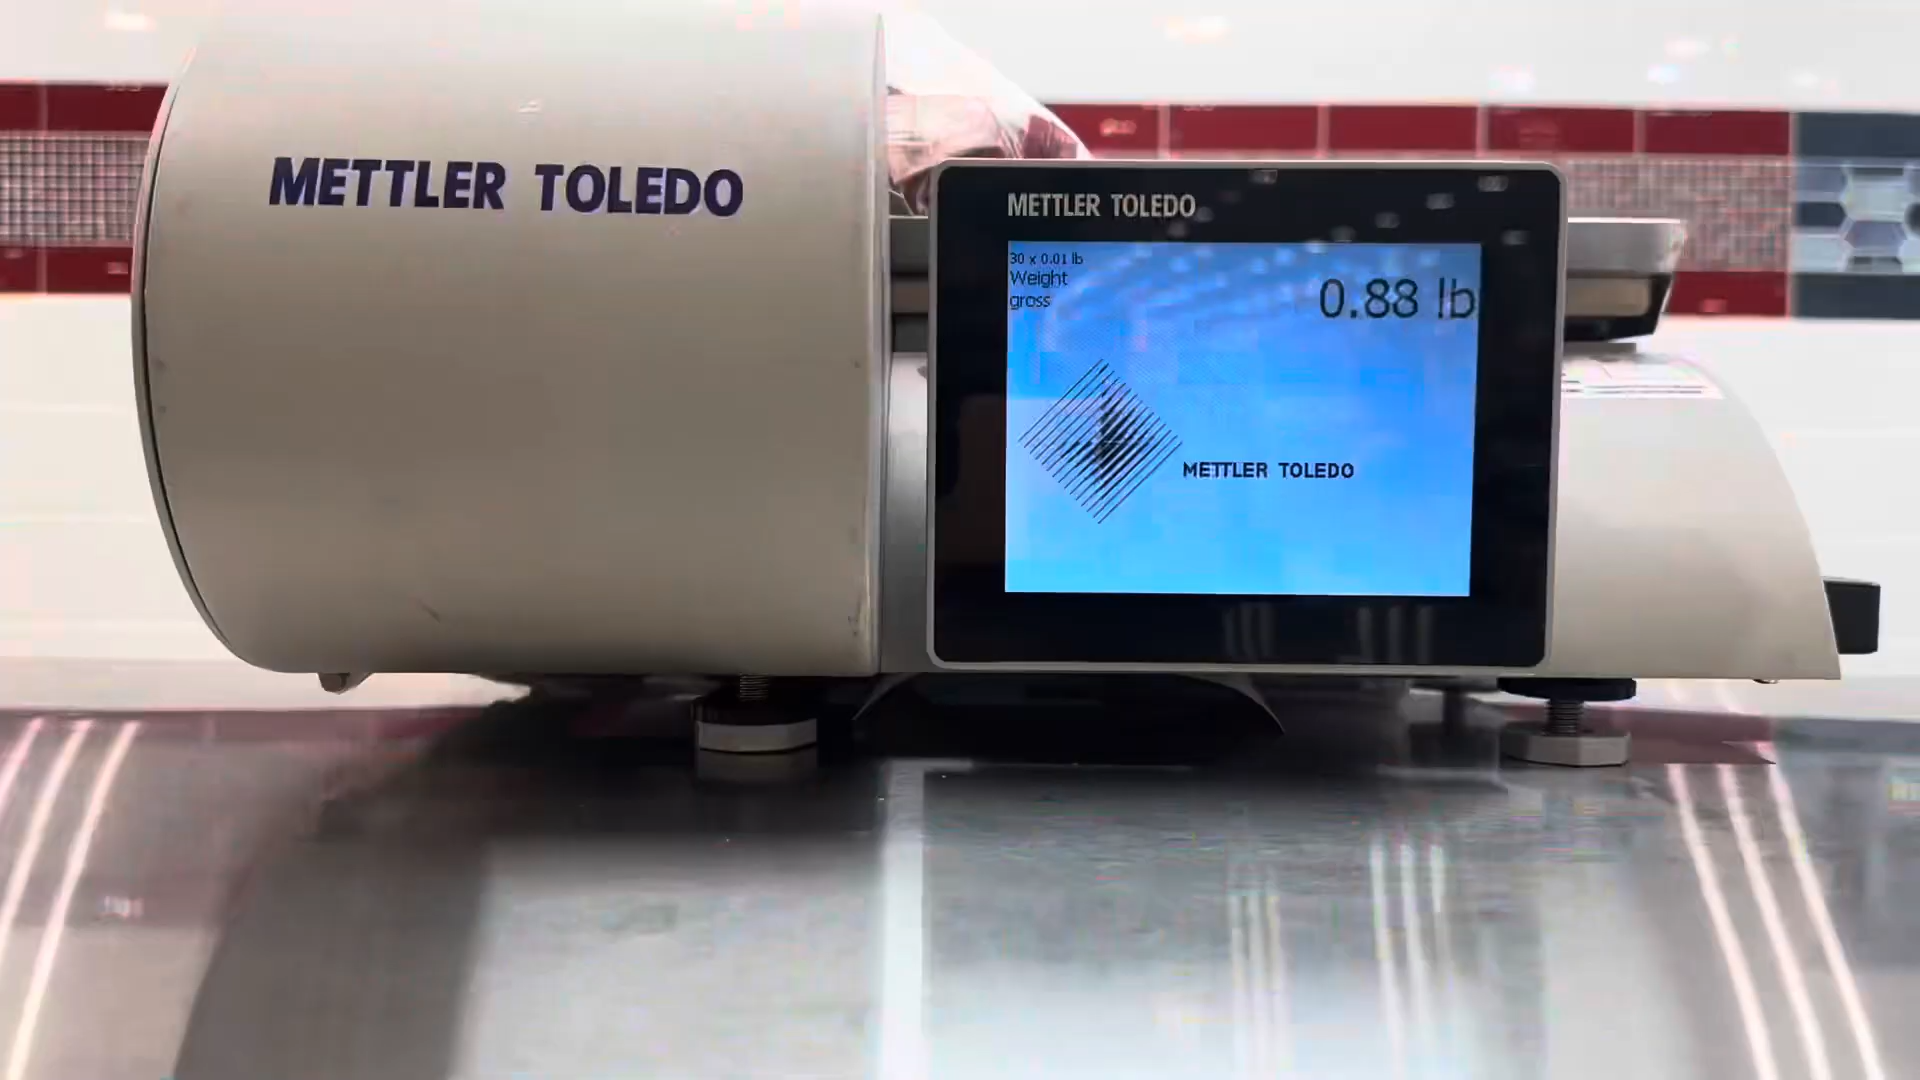 METTLER TOLEDO
METTLER TOLEDO
30 x 0.01 lb
Weight
gross
0.88 lb
METTLER TOLEDO